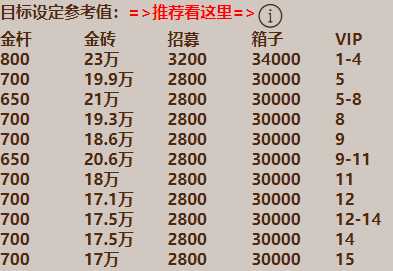 目标设定参考值：=>推荐看这里=> i
金杆 金砖 招募 箱子 VIP
800 23万 3200 34000 1-4
700 19.9万 2800 30000 5
650 21万 2800 30000 5-8
700 19.3万 2800 30000 8
700 18.6万 2800 30000 9
650 20.6万 2800 30000 9-11
700 18万 2800 30000 11
700 17.1万 2800 30000 12
700 17.5万 2800 30000 12-14
700 17.5万 2800 30000 14
700 17万 2800 30000 15